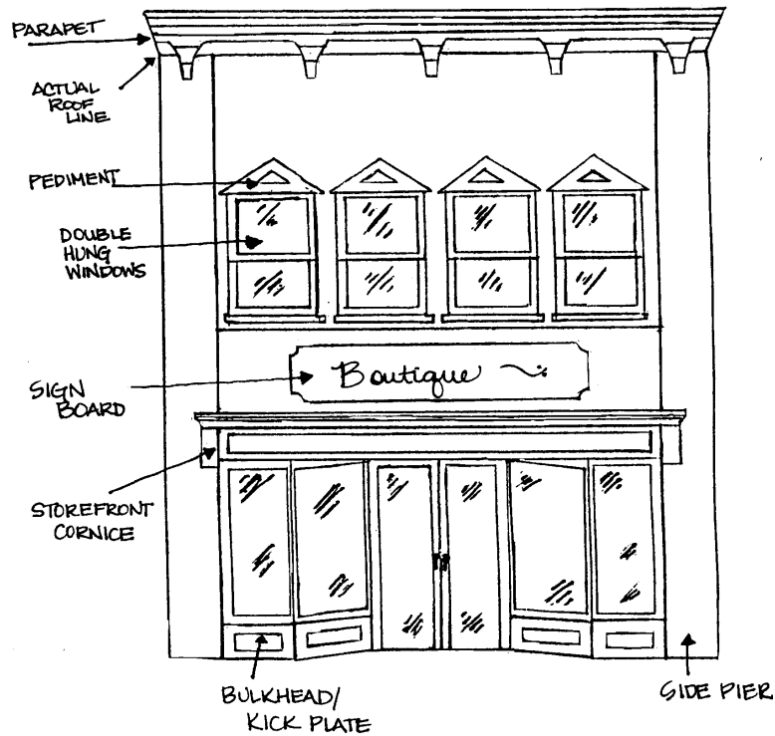 PARAPET
ACTUAL
ROOF
LINE
PEDIMENT
DOUBLE
HUNG
WINDOWS
Boutique
SIGN
BOARD
STOREFRONT
CORNICE
BULKHEAD/
KICK PLATE
SIDE PIER